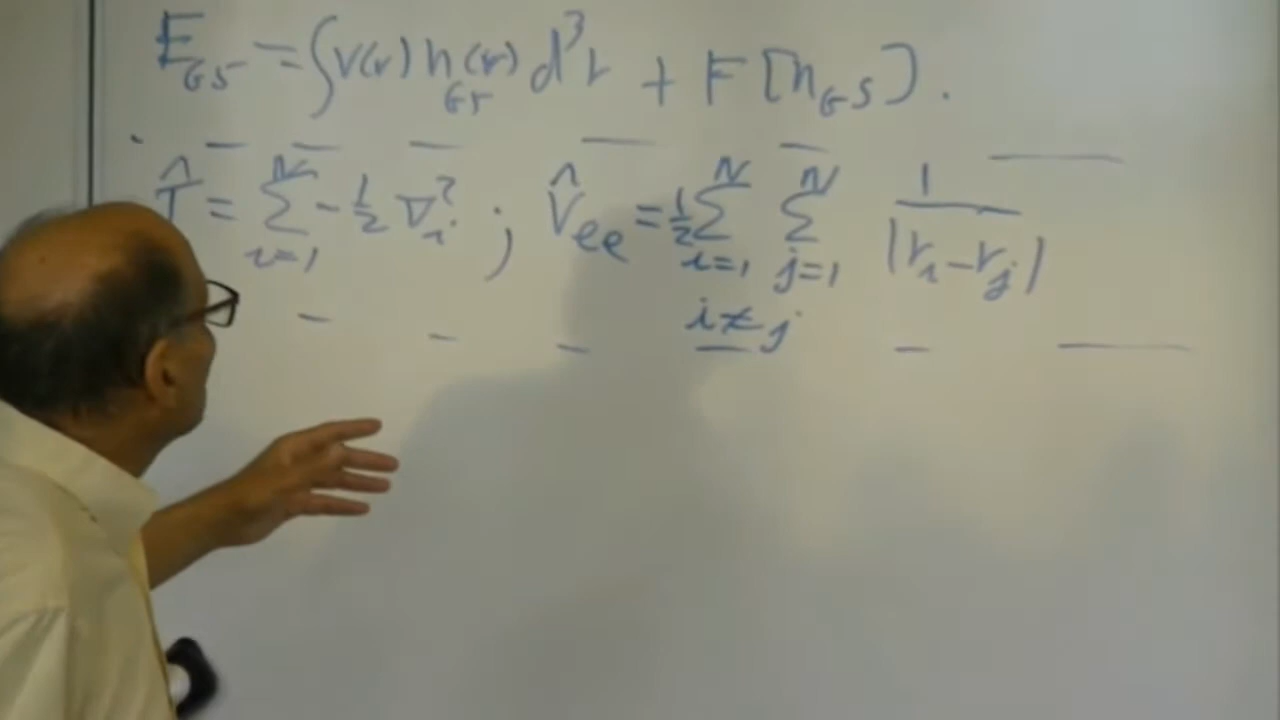 E_GS = ∫v(r) n_GS(r) d³r + F[n_GS].
T̂ = Σ_{i=1}^{N} -1/2 ∇_i² ; V̂_ee = 1/2 Σ_{i=1}^{N} Σ_{j=1}^{N} 1/|r_i - r_j|
i≠j